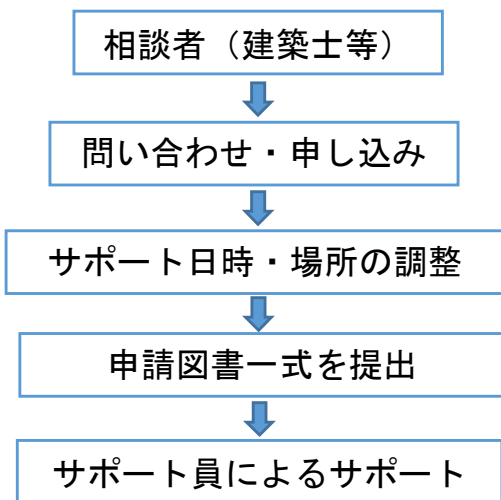 相談者（建築士等）
問い合わせ・申し込み
サポート日時・場所の調整
申請図書一式を提出
サポート員によるサポート